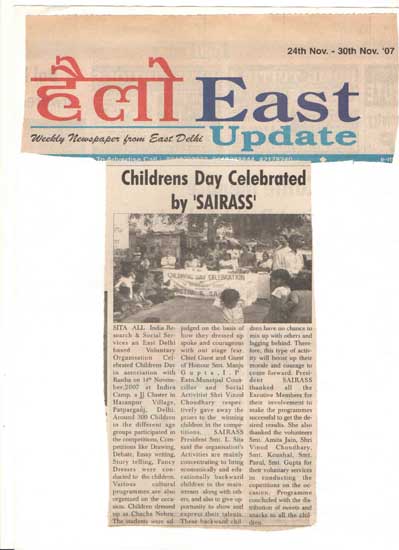 24th Nov. - 30th Nov. '07
हैलो East
Weekly Newspaper from East Delhi Update
To Advertise Call :
Childrens Day Celebrated
by 'SAIRASS'
CHILDREN DAY CELEBRATION
SITA ALL India Re-
search & Social Ser-
vices an East Delhi
based Voluntary
Organisation Cel-
ebrated Childrens Day
in association with
Raksha on 14th Novem-
ber,2007 at Indira
Camp, a JJ Cluster in
Hasanpur Village,
Patparganj, Delhi.
Around 300 Children
in the different age
groups participated in
the competitions, Com-
petitions like Drawing,
Debate, Essay writing,
Story telling, Fancy
Dresses were con-
ducted to the children.
Various cultural
programmes are also
organized on the occa-
sion. Children dressed
up as Chacha Nehru.
The students were ad-
judged on the basis of
how they dressed up
spoke and courageous
with out stage fear.
Chief Guest and Guest
of Honour Smt. Manju
Gupta, I. P.
Extn. Municipal Coun-
cillor and Social
Activitist Shri Vinod
Choudhary respec-
tively gave away the
prizes to the winning
children in the compe-
titions. SAIRASS
President Smt. L. Sita
said the organisation's
Activities are mainly
concentrating to bring
economically and edu-
cationally backward
children to the main-
stream along with oth-
ers, and also to give op-
portunity to show and
express their talents.
These backward chil-
dren have no chance to
mix up with others and
lagging behind. There-
fore, this type of activ-
ity will boost up their
morale and courage to
come forward. Presi-
dent SAIRASS
thanked all the
Executive Members for
their involvement to
make the programmes
successful to get the de-
sired results. She also
thanked the volunteers
Smt. Amita Jain, Shri
Vinod Choudhary,
Smt. Kaushal, Smt.
Parul, Smt. Gupta for
their voluntary services
in conducting the
copetitions on the oc-
casion. Programme
concluded with the dis-
tribution of sweets and
snacks to all the chil-
dren.